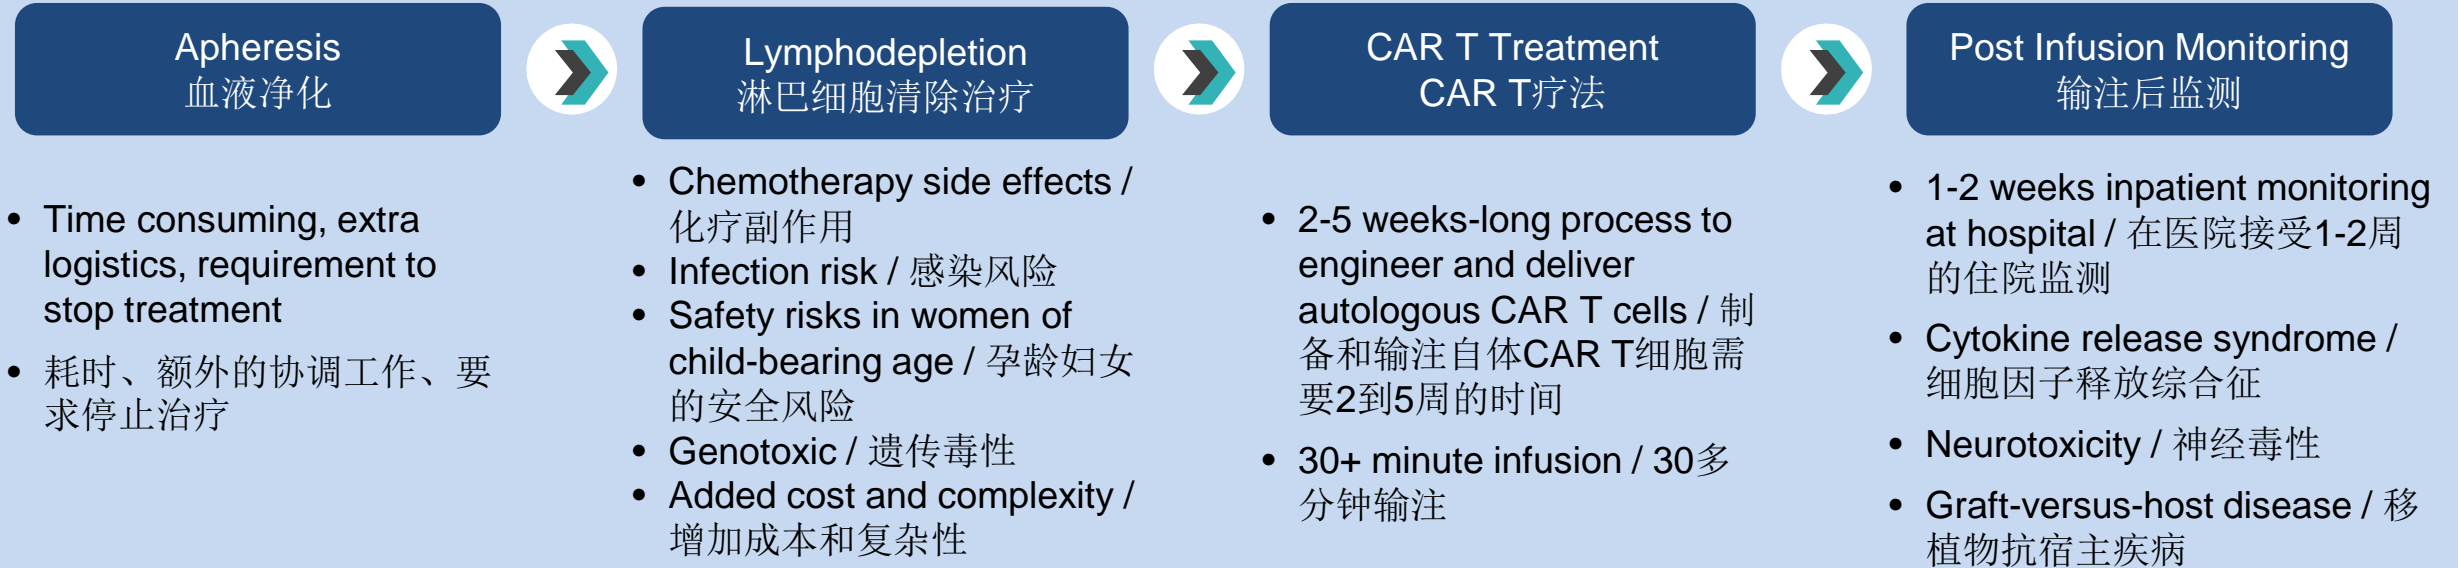 Apheresis
血液净化
• Time consuming, extra
logistics, requirement to
stop treatment
• 耗时、额外的协调工作、要
求停止治疗
Lymphodepletion
淋巴细胞清除治疗
• Chemotherapy side effects /
化疗副作用
• Infection risk / 感染风险
• Safety risks in women of
child-bearing age / 孕龄妇女
的安全风险
• Genotoxic / 遗传毒性
• Added cost and complexity /
增加成本和复杂性
CAR T Treatment
CAR T疗法
• 2-5 weeks-long process to
engineer and deliver
autologous CAR T cells / 制
备和输注自体CAR T细胞需
要2到5周的时间
• 30+ minute infusion / 30多
分钟输注
Post Infusion Monitoring
输注后监测
• 1-2 weeks inpatient monitoring
at hospital / 在医院接受1-2周
的住院监测
• Cytokine release syndrome /
细胞因子释放综合征
• Neurotoxicity / 神经毒性
• Graft-versus-host disease / 移
植物抗宿主疾病